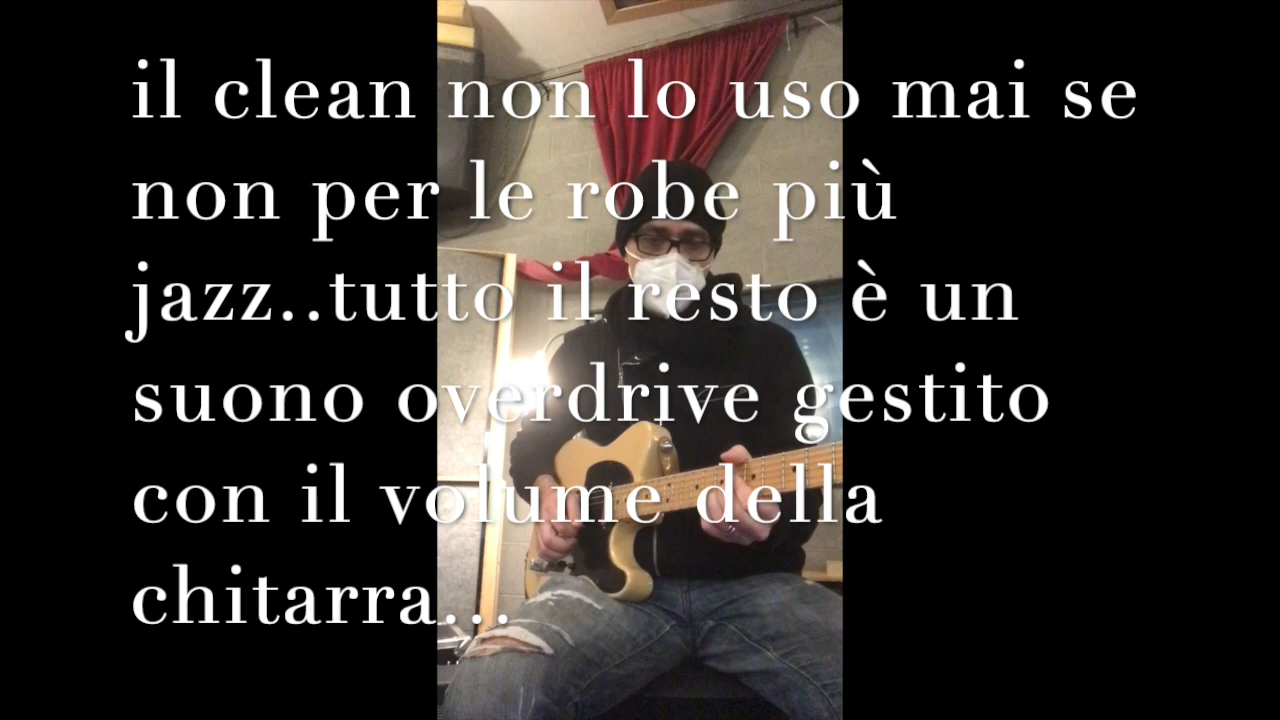 il clean non lo uso mai se
non per le robe più
jazz..tutto il resto è un
suono overdrive gestito
con il volume della
chitarra...